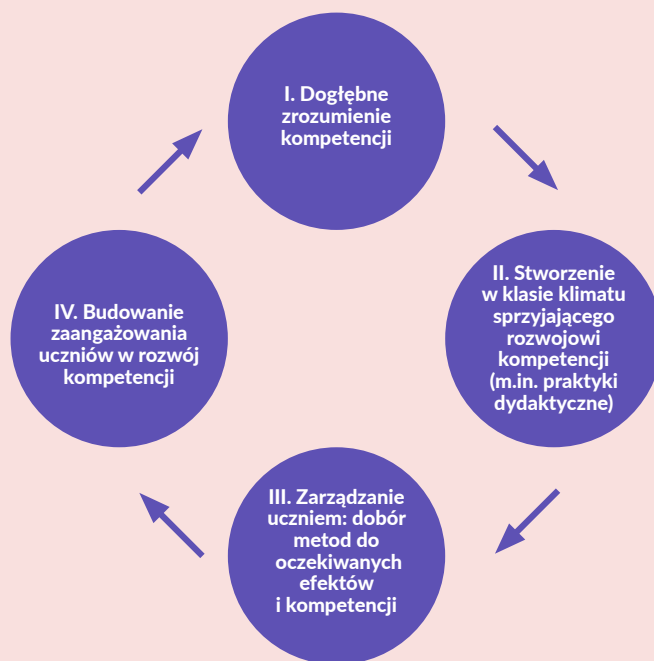 I. Dogłębne
zrozumienie
kompetencji
II. Stworzenie
w klasie klimatu
sprzyjającego
rozwojowi
kompetencji
(m.in. praktyki
dydaktyczne)
III. Zarządzanie
uczniem: dobór
metod do
oczekiwanych
efektów
i kompetencji
IV. Budowanie
zaangażowania
uczniów w rozwój
kompetencji